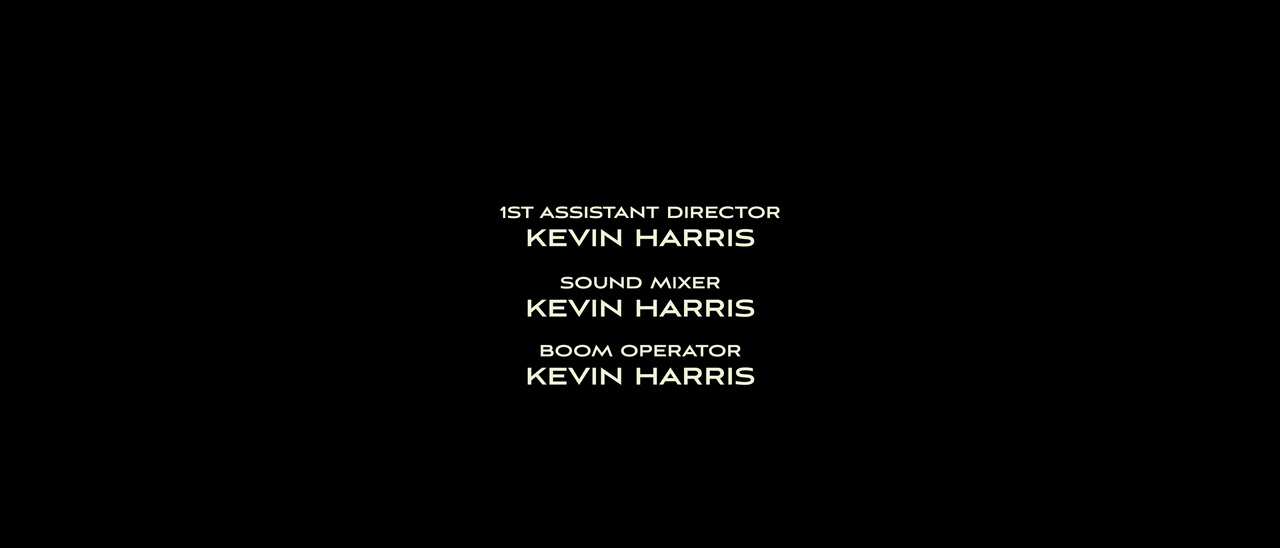 1ST ASSISTANT DIRECTOR
KEVIN HARRIS
SOUND MIXER
KEVIN HARRIS
BOOM OPERATOR
KEVIN HARRIS